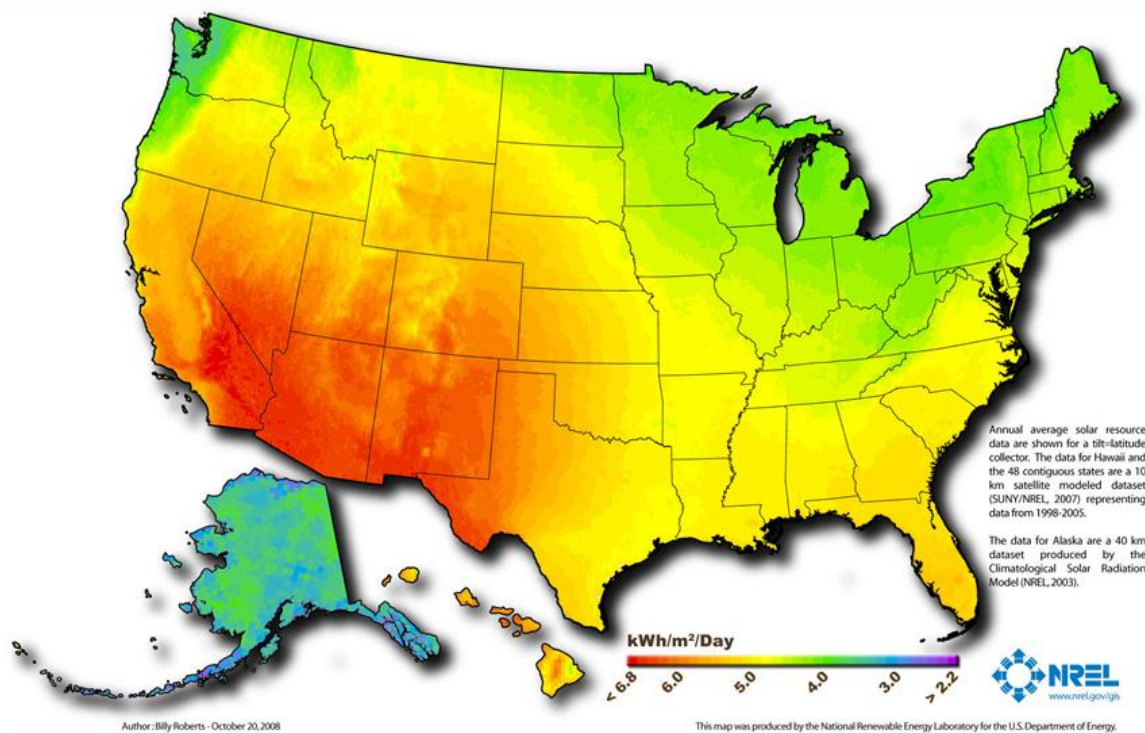 Annual average solar resource
data are shown for a tilt=latitude
collector. The data for Hawaii and
the 48 contiguous states are a 10
km satellite modeled dataset
(SUNY/NREL, 2007) representing
data from 1998-2005.
The data for Alaska are a 40 km
dataset produced by the
Climatological Solar Radiation
Model (NREL, 2003).
kWh/m²/Day
< 6.8 6.0 5.0 4.0 3.0 > 2.2
NREL
www.nrel.gov/gis
Author : Billy Roberts - October 20, 2008
This map was produced by the National Renewable Energy Laboratory for the U.S. Department of Energy.